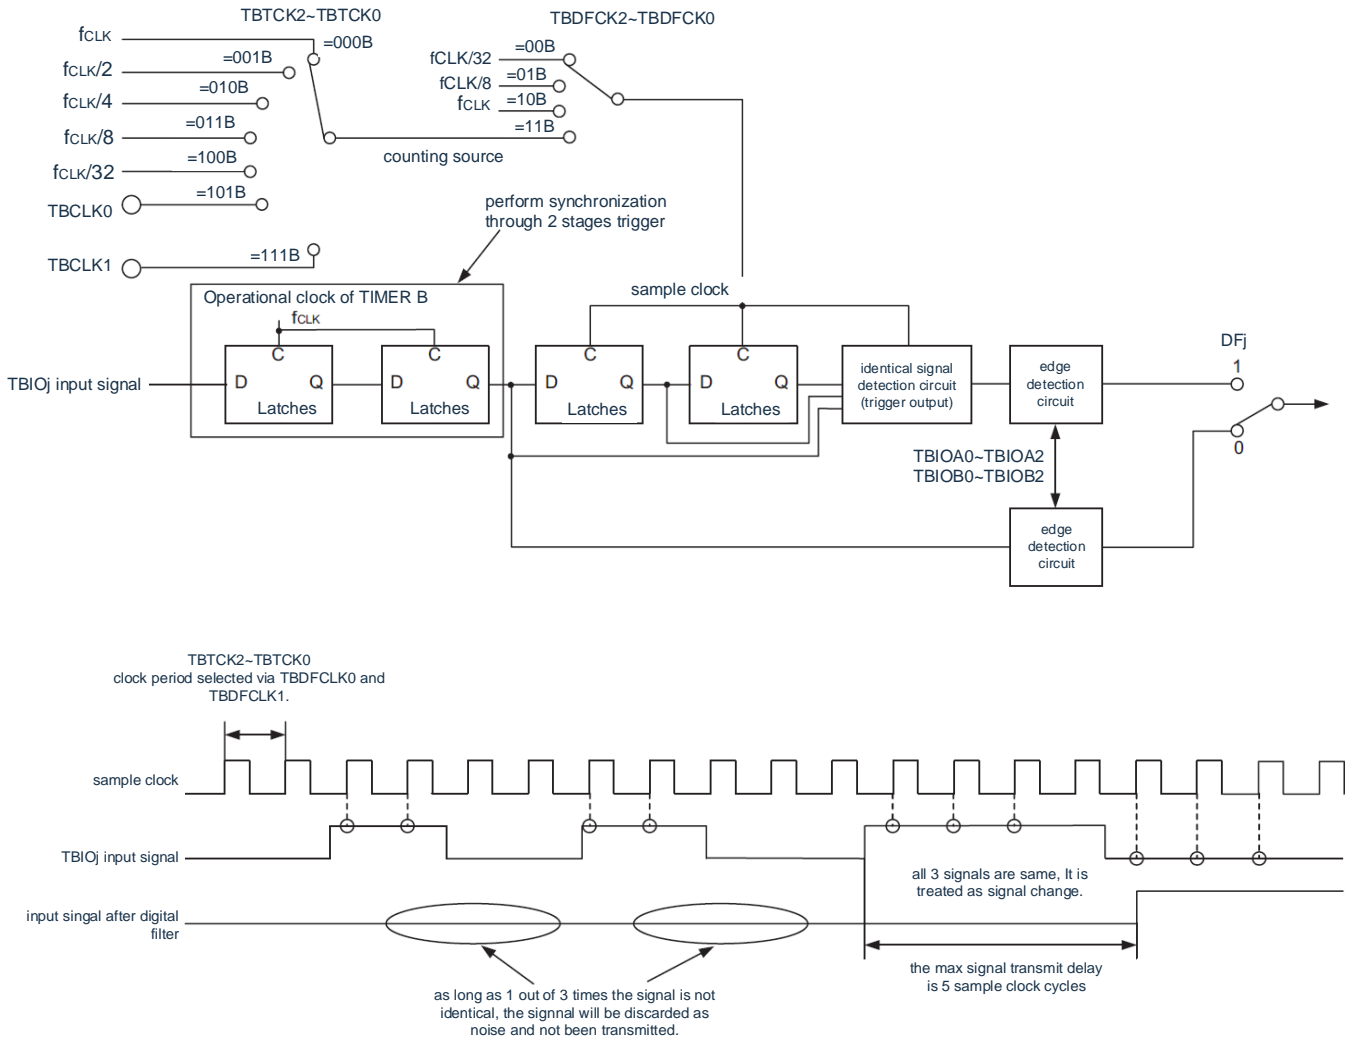 TBTCK2~TBTCK0
TBDFCK2~TBDFCK0
fCLK
=000B
fCLK/2
=001B
fCLK/4
=010B
fCLK/8
=011B
fCLK/32
=100B
TBCLK0
=101B
TBCLK1
=111B
fCLK/32
=00B
fCLK/8
=01B
fCLK
=10B
=11B
counting source
perform synchronization
through 2 stages trigger
Operational clock of TIMER B
fCLK
sample clock
TBIOj input signal
D
C
Q
Latches
D
C
Q
Latches
D
C
Q
Latches
D
C
Q
Latches
identical signal
detection circuit
(trigger output)
edge
detection
circuit
DFj
1
0
TBIOA0~TBIOA2
TBIOB0~TBIOB2
edge
detection
circuit
TBTCK2~TBTCK0
clock period selected via TBDFCLK0 and
TBDFCLK1.
sample clock
TBIOj input signal
all 3 signals are same, It is
treated as signal change.
input singal after digital
filter
the max signal transmit delay
is 5 sample clock cycles
as long as 1 out of 3 times the signal is not
identical, the signnal will be discarded as
noise and not been transmitted.